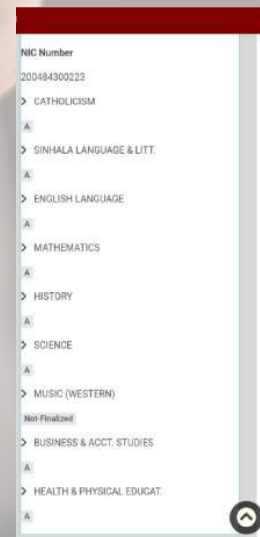 NIC Number
200484300223
> CATHOLICISM
A
> SINHALA LANGUAGE & LITT.
A
> ENGLISH LANGUAGE
A
> MATHEMATICS
A
> HISTORY
A
> SCIENCE
A
> MUSIC (WESTERN)
Not-Finalized
> BUSINESS & ACCT. STUDIES
A
> HEALTH & PHYSICAL EDUCAT.
A